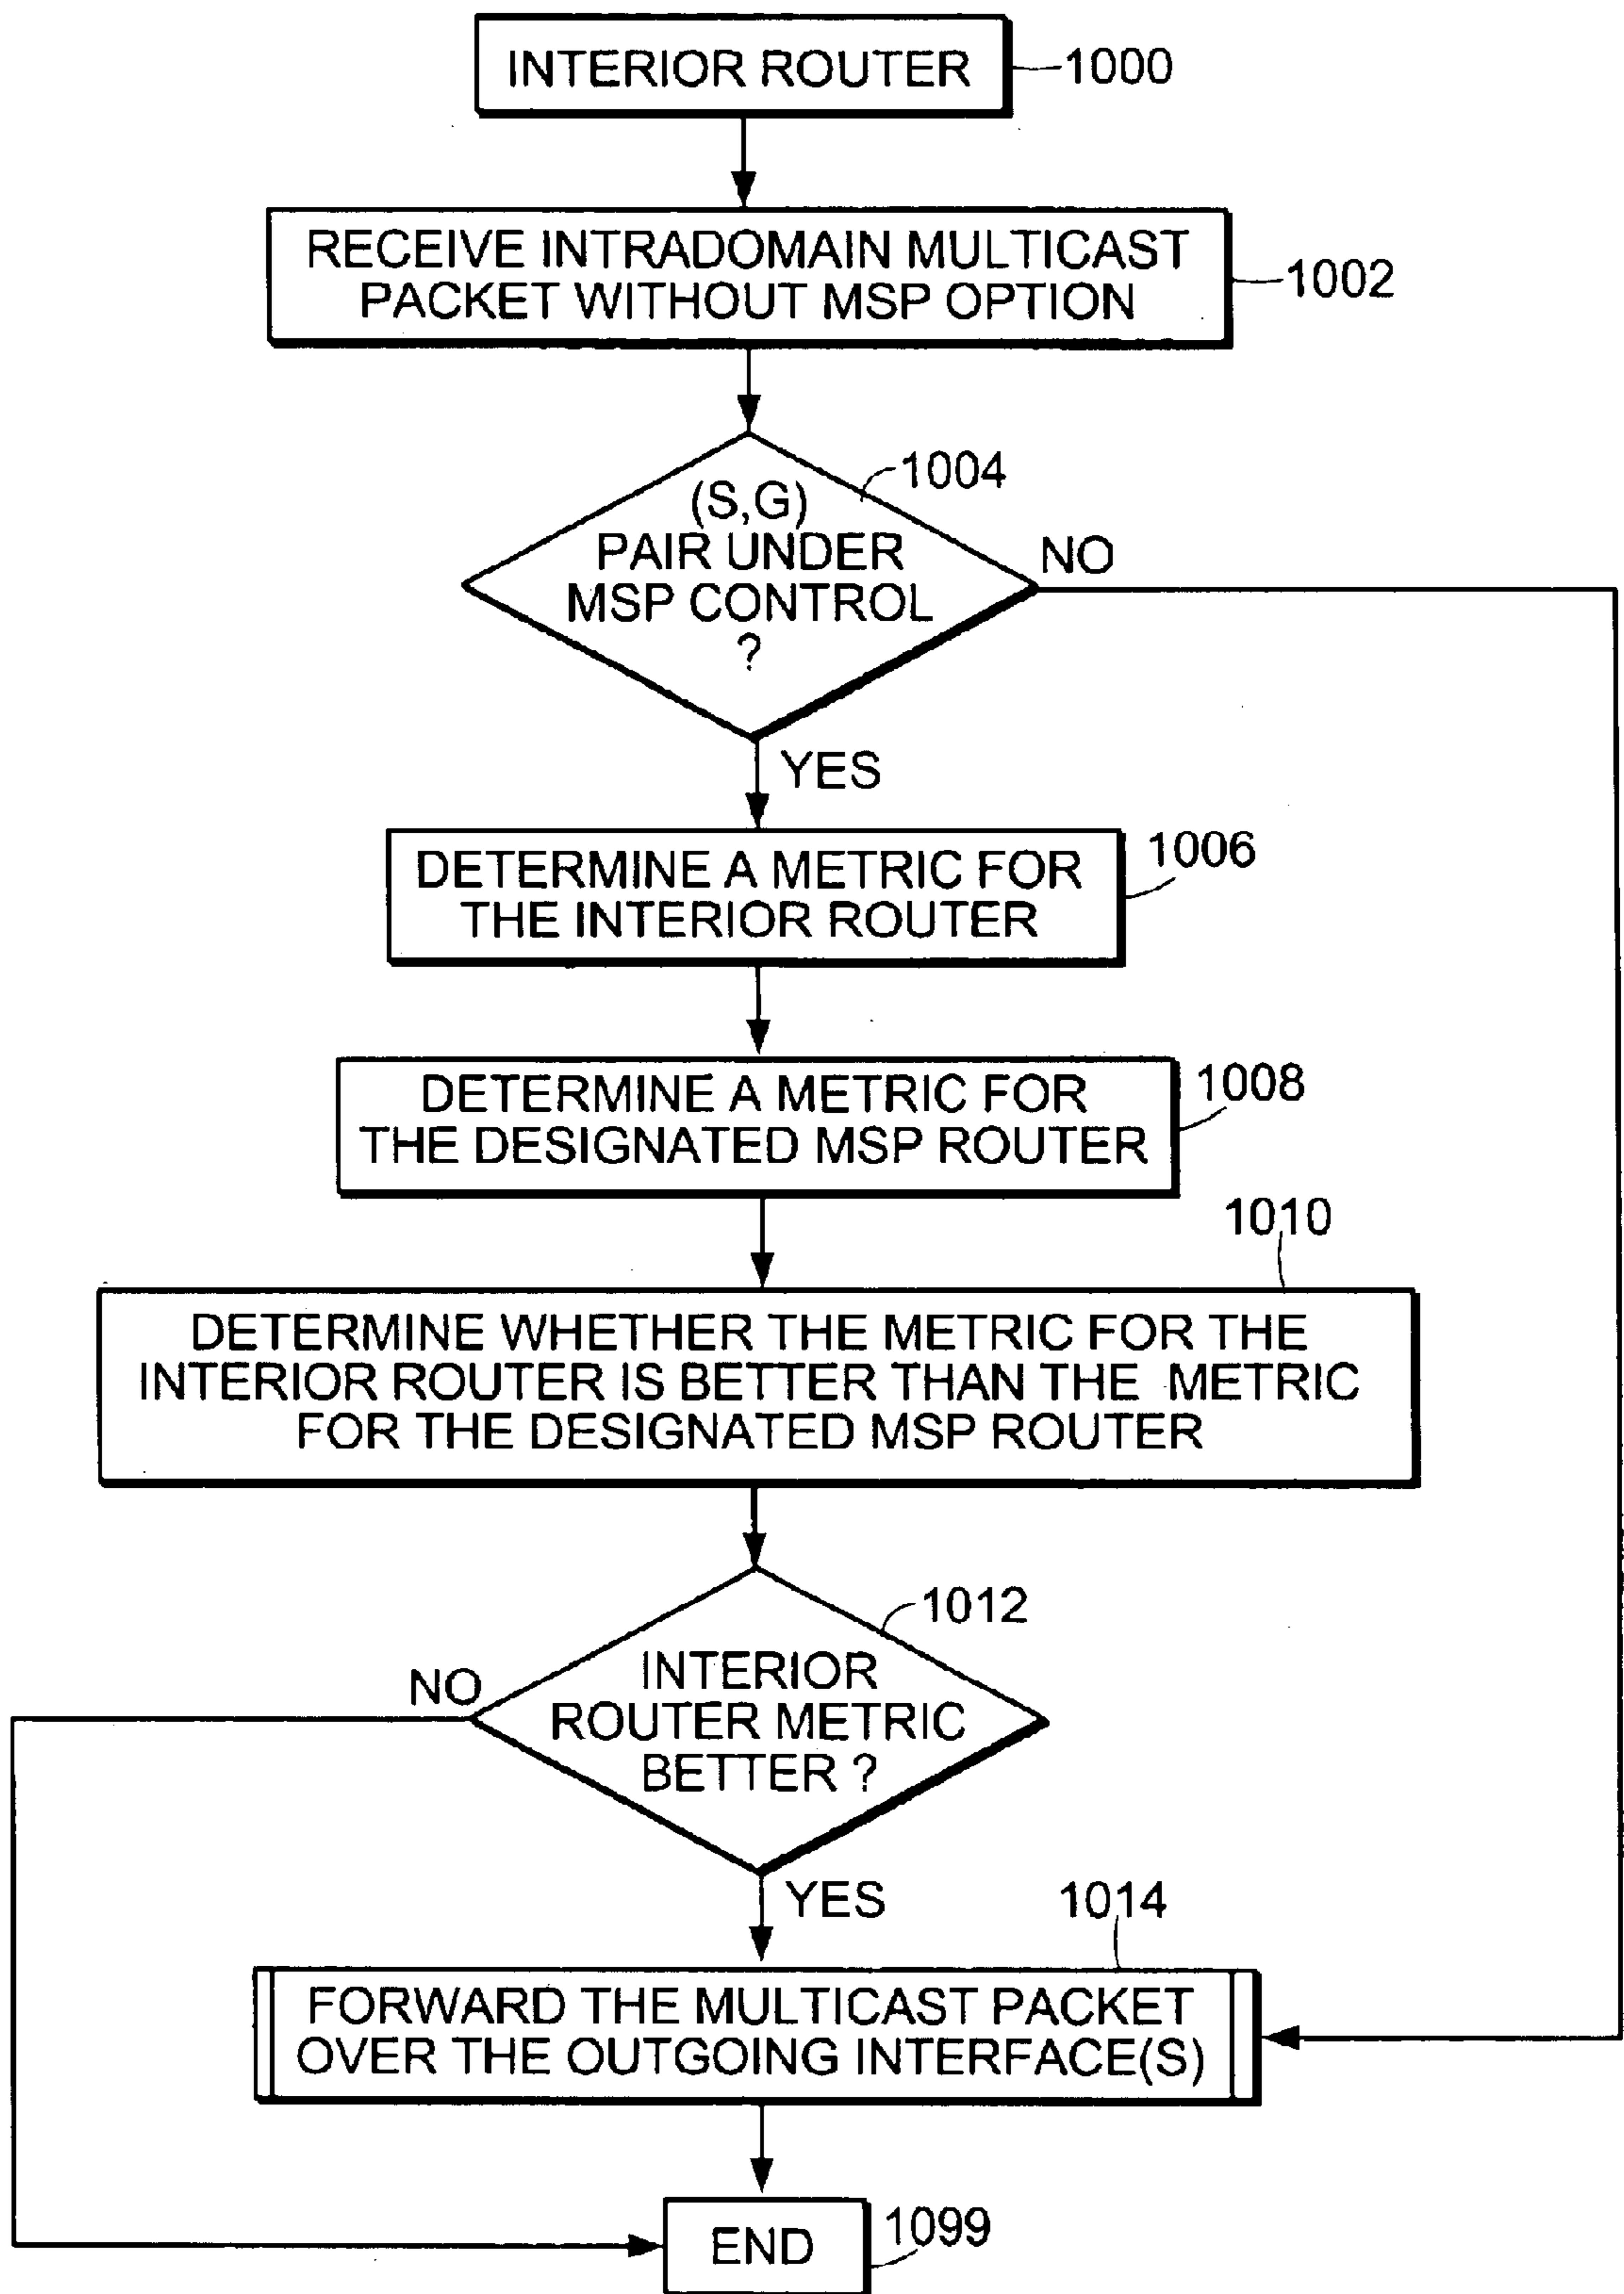 INTERIOR ROUTER
1000
RECEIVE INTRADOMAIN MULTICAST
PACKET WITHOUT MSP OPTION
1002
1004
(S,G)
PAIR UNDER
MSP CONTROL
?
NO
YES
1006
DETERMINE A METRIC FOR
THE INTERIOR ROUTER
1008
DETERMINE A METRIC FOR
THE DESIGNATED MSP ROUTER
1010
DETERMINE WHETHER THE METRIC FOR THE
INTERIOR ROUTER IS BETTER THAN THE METRIC
FOR THE DESIGNATED MSP ROUTER
1012
INTERIOR
ROUTER METRIC
BETTER ?
NO
YES
1014
FORWARD THE MULTICAST PACKET
OVER THE OUTGOING INTERFACE(S)
END
1099